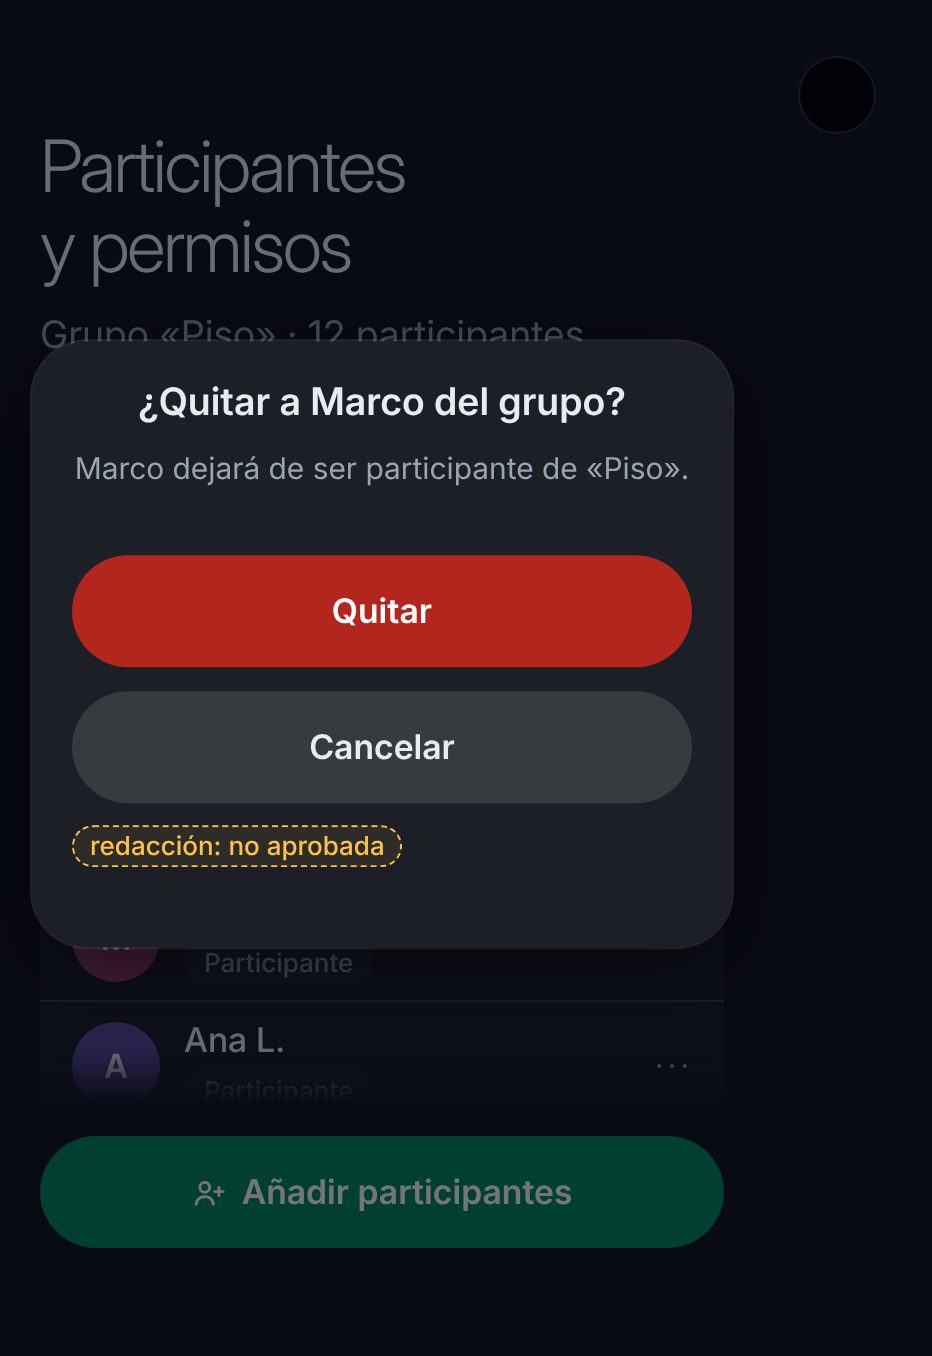 Participantes
y permisos
Grupo «Piso» · 12 participantes
¿Quitar a Marco del grupo?
Marco dejará de ser participante de «Piso».
Quitar
Cancelar
redacción: no aprobada
Participante
Ana L.
A
...
Participante
Añadir participantes